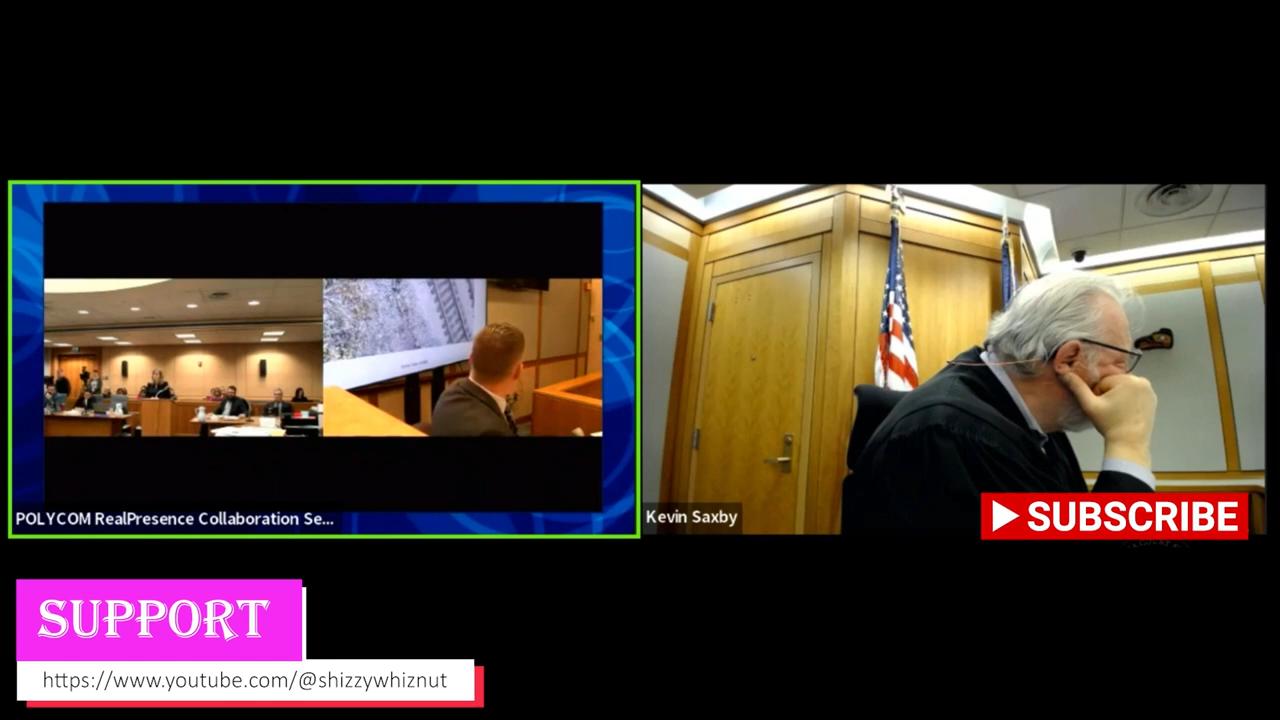 POLYCOM RealPresence Collaboration Se...
Kevin Saxby
SUBSCRIBE
SUPPORT
https://www.youtube.com/@shizzywhiznut